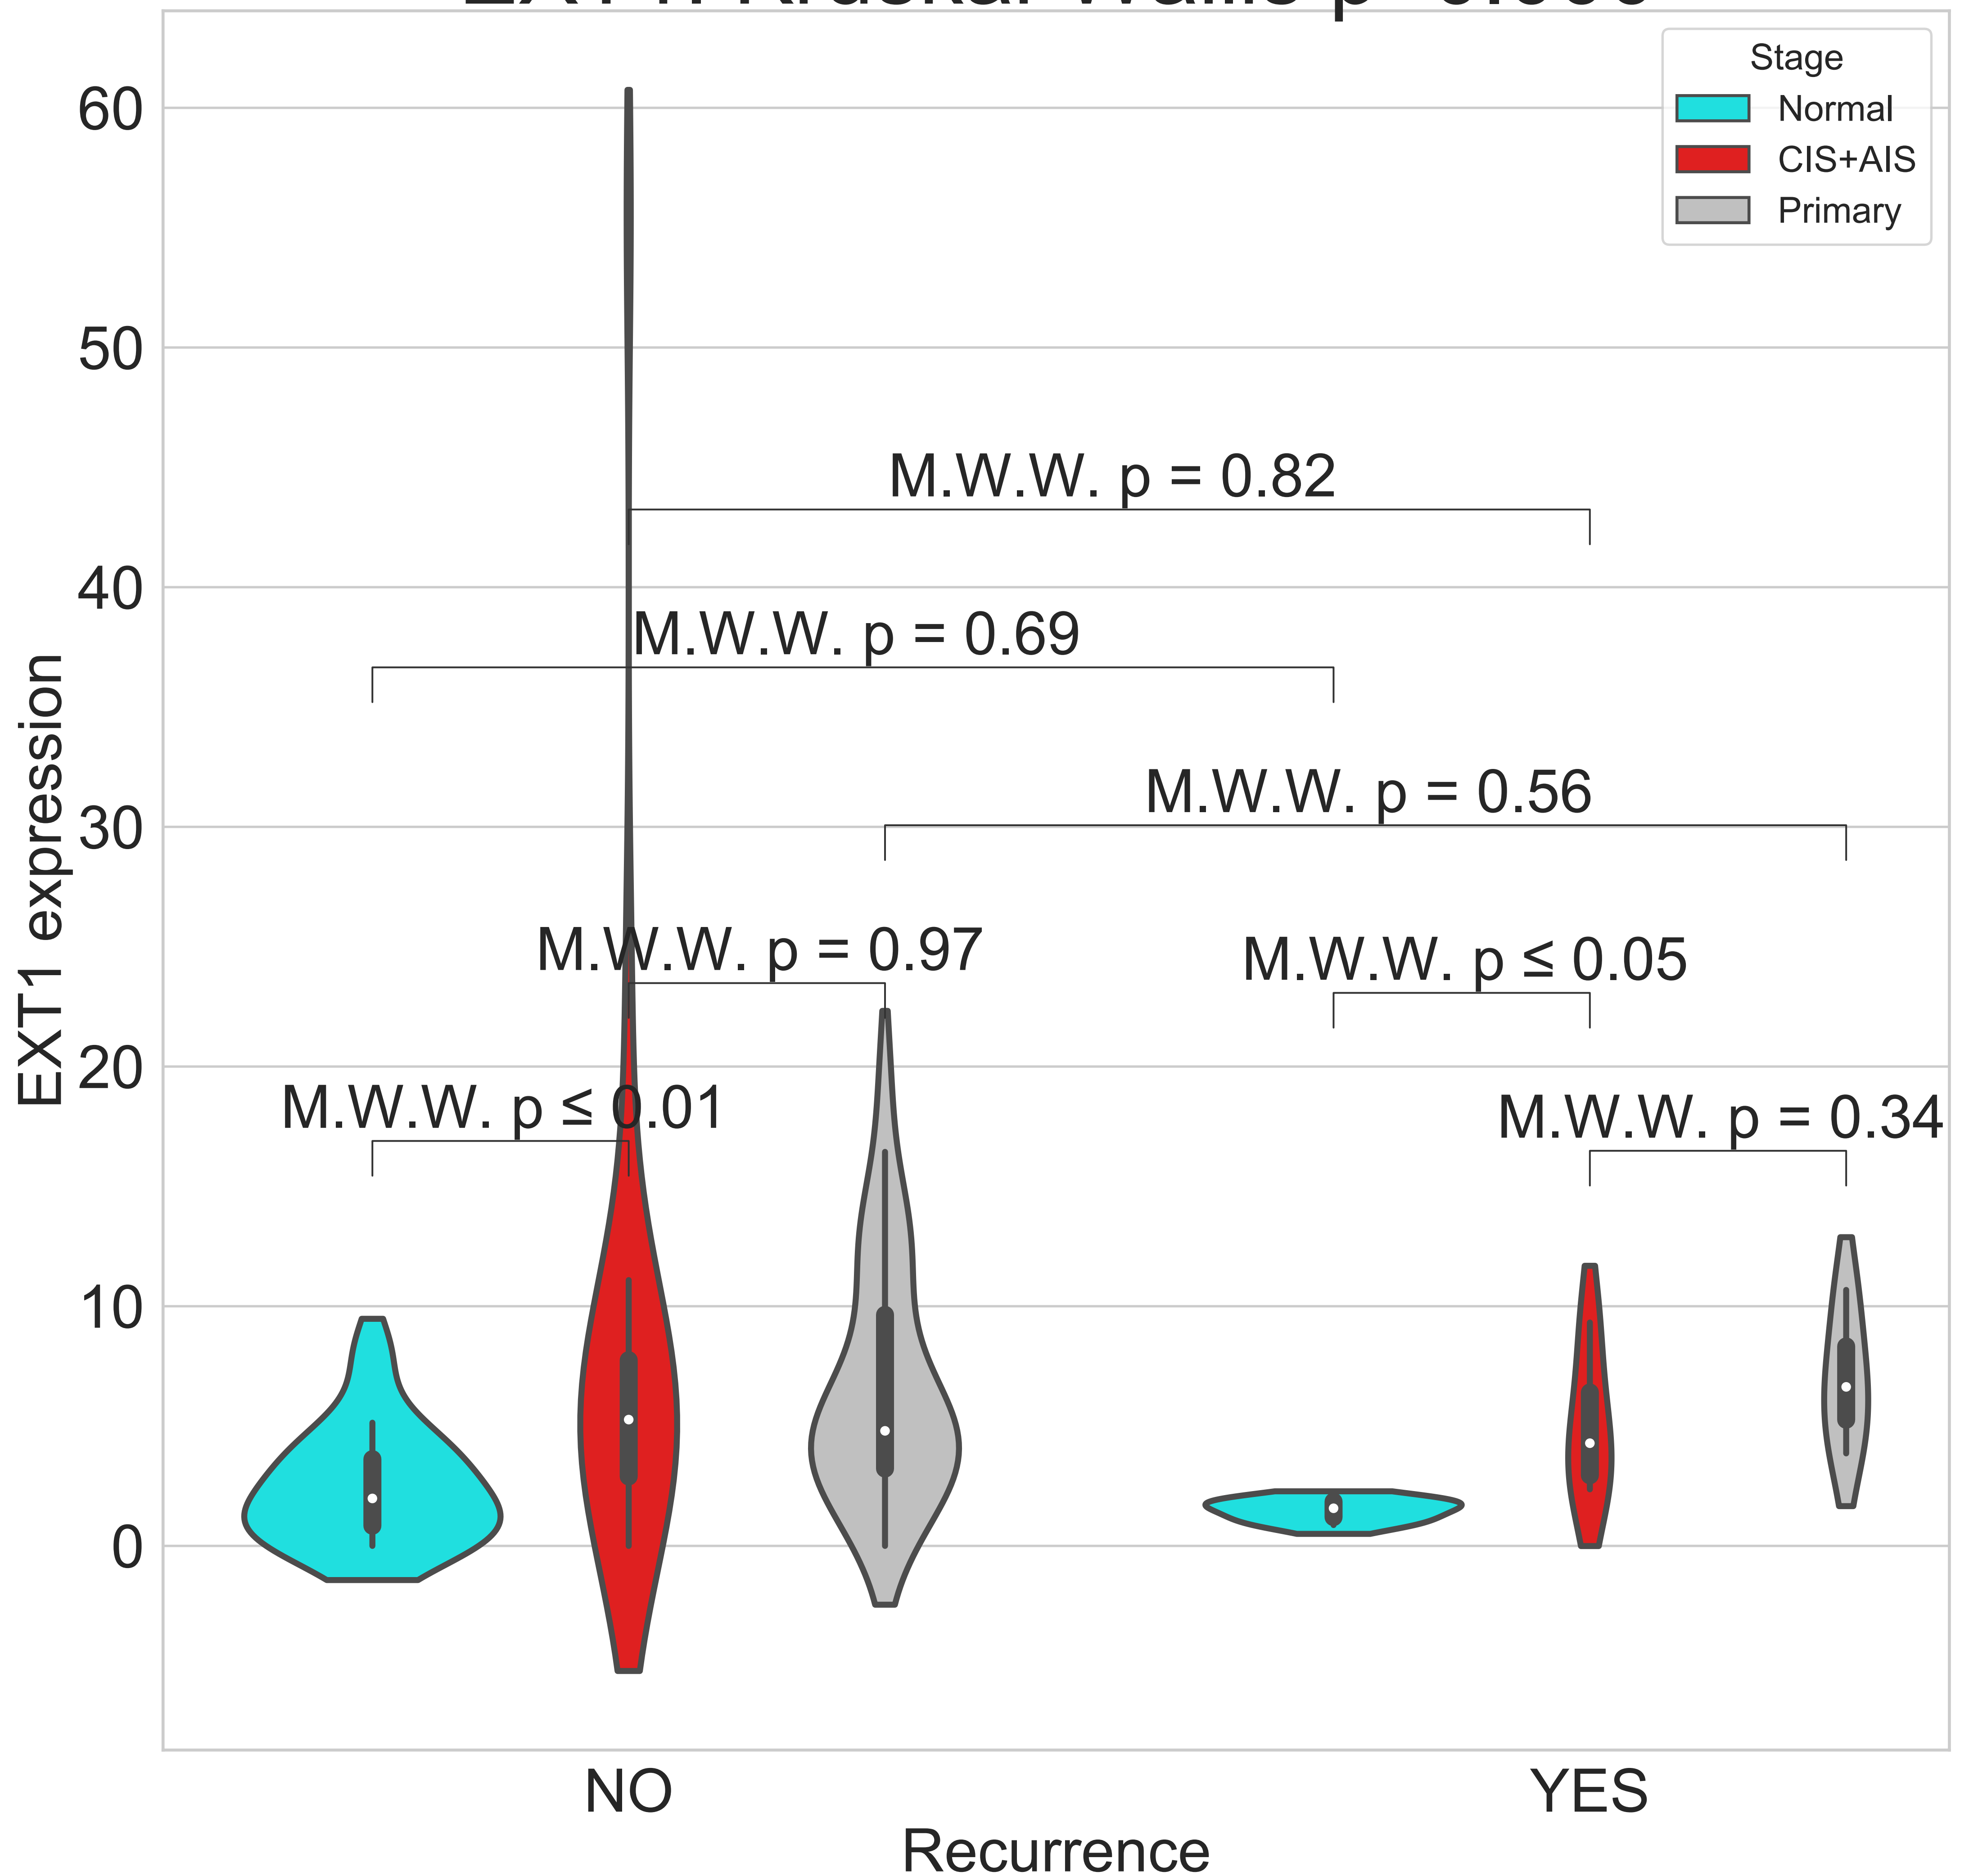 Stage
Normal
CIS+AIS
Primary
60
50
40
30
20
10
0
EXT1 expression
M.W.W. p = 0.82
M.W.W. p = 0.69
M.W.W. p = 0.56
M.W.W. p = 0.97
M.W.W. p ≤ 0.05
M.W.W. p ≤ 0.01
M.W.W. p = 0.34
NO
YES
Recurrence